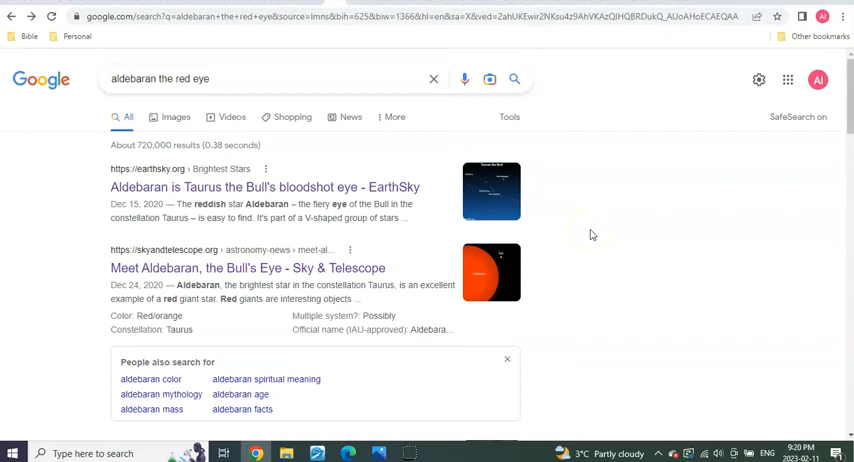 google.com/search?q=aldebaran+the+red+eye&source=lmns&bih=625&biw=1366&hl=en&sa=X&ved=2ahUKEwir2NKsu4z9AhVKAzQIHQBRDukQ_AUoAHoECAEQAA
AI
Bible
Personal
Other bookmarks
Google
aldebaran the red eye
AI
All
Images
Videos
Shopping
News
More
Tools
SafeSearch on
About 720,000 results (0.38 seconds)
https://earthsky.org › Brightest Stars
Aldebaran is Taurus the Bull's bloodshot eye - EarthSky
Dec 15, 2020 — The reddish star Aldebaran – the fiery eye of the Bull in the
constellation Taurus – is easy to find. It's part of a V-shaped group of stars ...
https://skyandtelescope.org › astronomy-news › meet-al...
Meet Aldebaran, the Bull's Eye - Sky & Telescope
Dec 24, 2020 — Aldebaran, the brightest star in the constellation Taurus, is an excellent
example of a red giant star. Red giants are interesting objects ...
Color: Red/orange
Multiple system?: Possibly
Constellation: Taurus
Official name (IAU-approved): Aldebara...
People also search for
aldebaran color
aldebaran spiritual meaning
aldebaran mythology
aldebaran age
aldebaran mass
aldebaran facts
Type here to search
3°C Partly cloudy
ENG
9:20 PM
2023-02-11